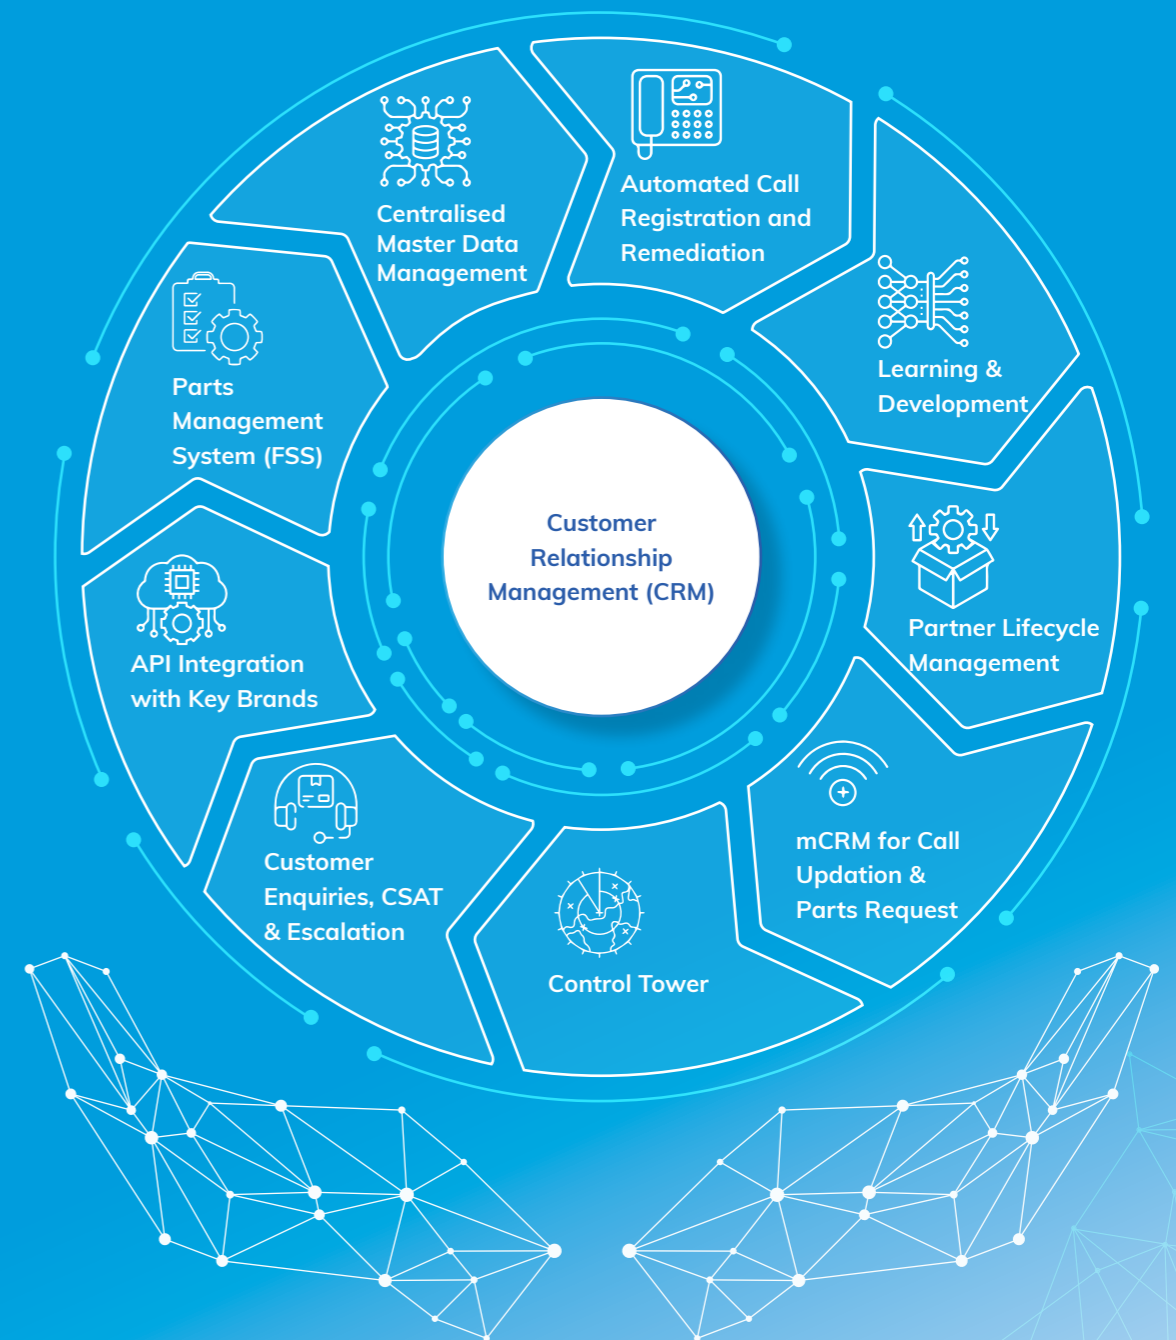 Centralised
Master Data
Management
Automated Call
Registration and
Remediation
Learning &
Development
Partner Lifecycle
Management
mCRM for Call
Updation &
Parts Request
Control Tower
Customer
Enquiries, CSAT
& Escalation
API Integration
with Key Brands
Parts
Management
System (FSS)
Customer
Relationship
Management (CRM)